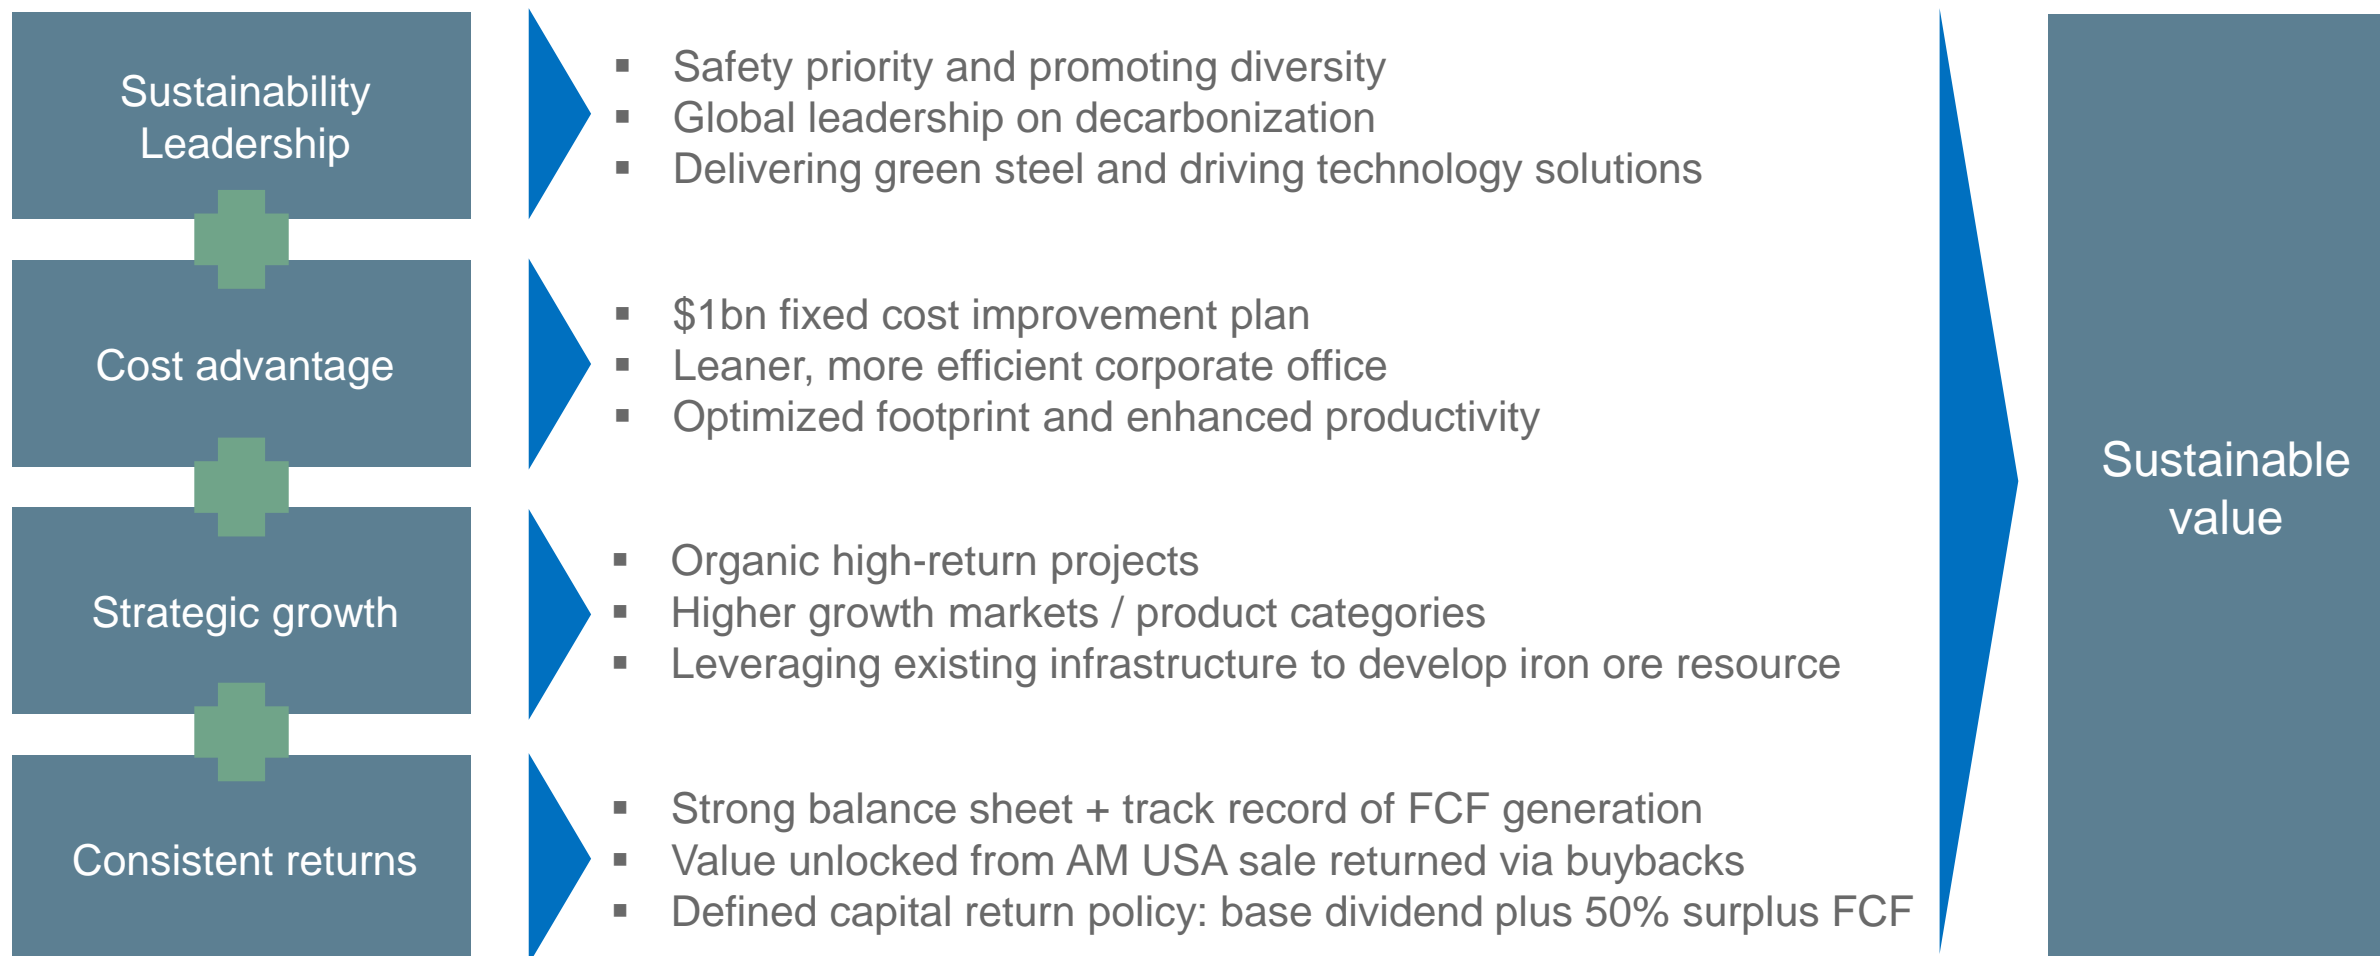 Sustainability
Leadership
▪ Safety priority and promoting diversity
▪ Global leadership on decarbonization
▪ Delivering green steel and driving technology solutions
Cost advantage
▪ $1bn fixed cost improvement plan
▪ Leaner, more efficient corporate office
▪ Optimized footprint and enhanced productivity
Strategic growth
▪ Organic high-return projects
▪ Higher growth markets / product categories
▪ Leveraging existing infrastructure to develop iron ore resource
Consistent returns
▪ Strong balance sheet + track record of FCF generation
▪ Value unlocked from AM USA sale returned via buybacks
▪ Defined capital return policy: base dividend plus 50% surplus FCF
Sustainable
value